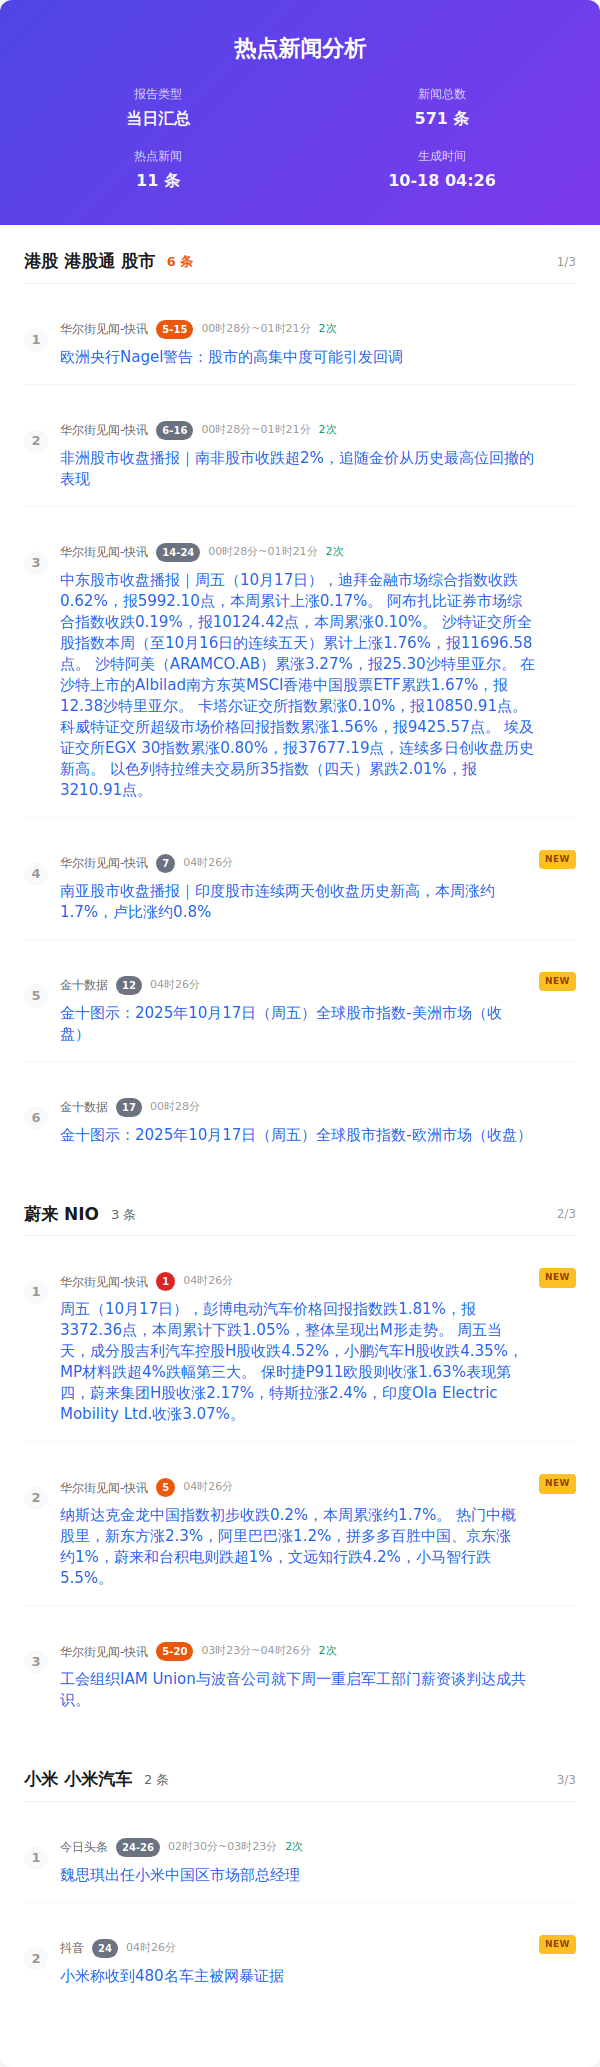 热点新闻分析
报告类型
当日汇总
新闻总数
571 条
热点新闻
11 条
生成时间
10-18 04:26
港股 港股通 股市 6 条 1/3
1
华尔街见闻-快讯 5-15 00时28分~01时21分 2次
欧洲央行Nagel警告：股市的高集中度可能引发回调
2
华尔街见闻-快讯 6-16 00时28分~01时21分 2次
非洲股市收盘播报｜南非股市收跌超2%，追随金价从历史最高位回撤的
表现
3
华尔街见闻-快讯 14-24 00时28分~01时21分 2次
中东股市收盘播报｜周五（10月17日），迪拜金融市场综合指数收跌
0.62%，报5992.10点，本周累计上涨0.17%。 阿布扎比证券市场综
合指数收跌0.19%，报10124.42点，本周累涨0.10%。 沙特证交所全
股指数本周（至10月16日的连续五天）累计上涨1.76%，报11696.58
点。 沙特阿美（ARAMCO.AB）累涨3.27%，报25.30沙特里亚尔。 在
沙特上市的Albilad南方东英MSCI香港中国股票ETF累跌1.67%，报
12.38沙特里亚尔。 卡塔尔证交所指数累涨0.10%，报10850.91点。
科威特证交所超级市场价格回报指数累涨1.56%，报9425.57点。 埃及
证交所EGX 30指数累涨0.80%，报37677.19点，连续多日创收盘历史
新高。 以色列特拉维夫交易所35指数（四天）累跌2.01%，报
3210.91点。
4
华尔街见闻-快讯 7 04时26分 NEW
南亚股市收盘播报｜印度股市连续两天创收盘历史新高，本周涨约
1.7%，卢比涨约0.8%
5
金十数据 12 04时26分 NEW
金十图示：2025年10月17日（周五）全球股市指数-美洲市场（收
盘）
6
金十数据 17 00时28分
金十图示：2025年10月17日（周五）全球股市指数-欧洲市场（收盘）
蔚来 NIO 3 条 2/3
1
华尔街见闻-快讯 1 04时26分 NEW
周五（10月17日），彭博电动汽车价格回报指数跌1.81%，报
3372.36点，本周累计下跌1.05%，整体呈现出M形走势。 周五当
天，成分股吉利汽车控股H股收跌4.52%，小鹏汽车H股收跌4.35%，
MP材料跌超4%跌幅第三大。 保时捷P911欧股则收涨1.63%表现第
四，蔚来集团H股收涨2.17%，特斯拉涨2.4%，印度Ola Electric
Mobility Ltd.收涨3.07%。
2
华尔街见闻-快讯 5 04时26分 NEW
纳斯达克金龙中国指数初步收跌0.2%，本周累涨约1.7%。 热门中概
股里，新东方涨2.3%，阿里巴巴涨1.2%，拼多多百胜中国、京东涨
约1%，蔚来和台积电则跌超1%，文远知行跌4.2%，小马智行跌
5.5%。
3
华尔街见闻-快讯 5-20 03时23分~04时26分 2次
工会组织IAM Union与波音公司就下周一重启军工部门薪资谈判达成共
识。
小米 小米汽车 2 条 3/3
1
今日头条 24-26 02时30分~03时23分 2次
魏思琪出任小米中国区市场部总经理
2
抖音 24 04时26分 NEW
小米称收到480名车主被网暴证据